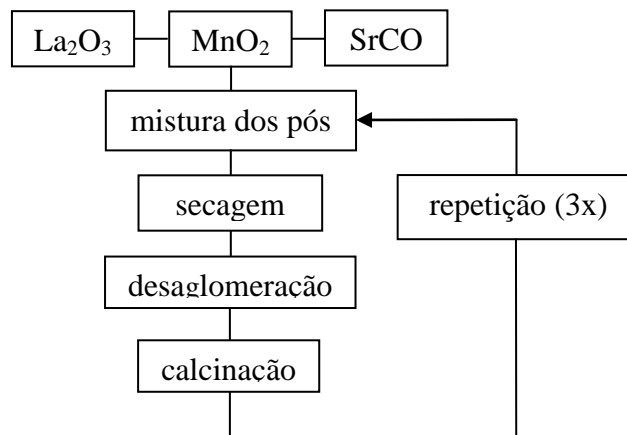 La₂O₃
MnO₂
SrCO
mistura dos pós
secagem
repetição (3x)
desaglomeração
calcinação